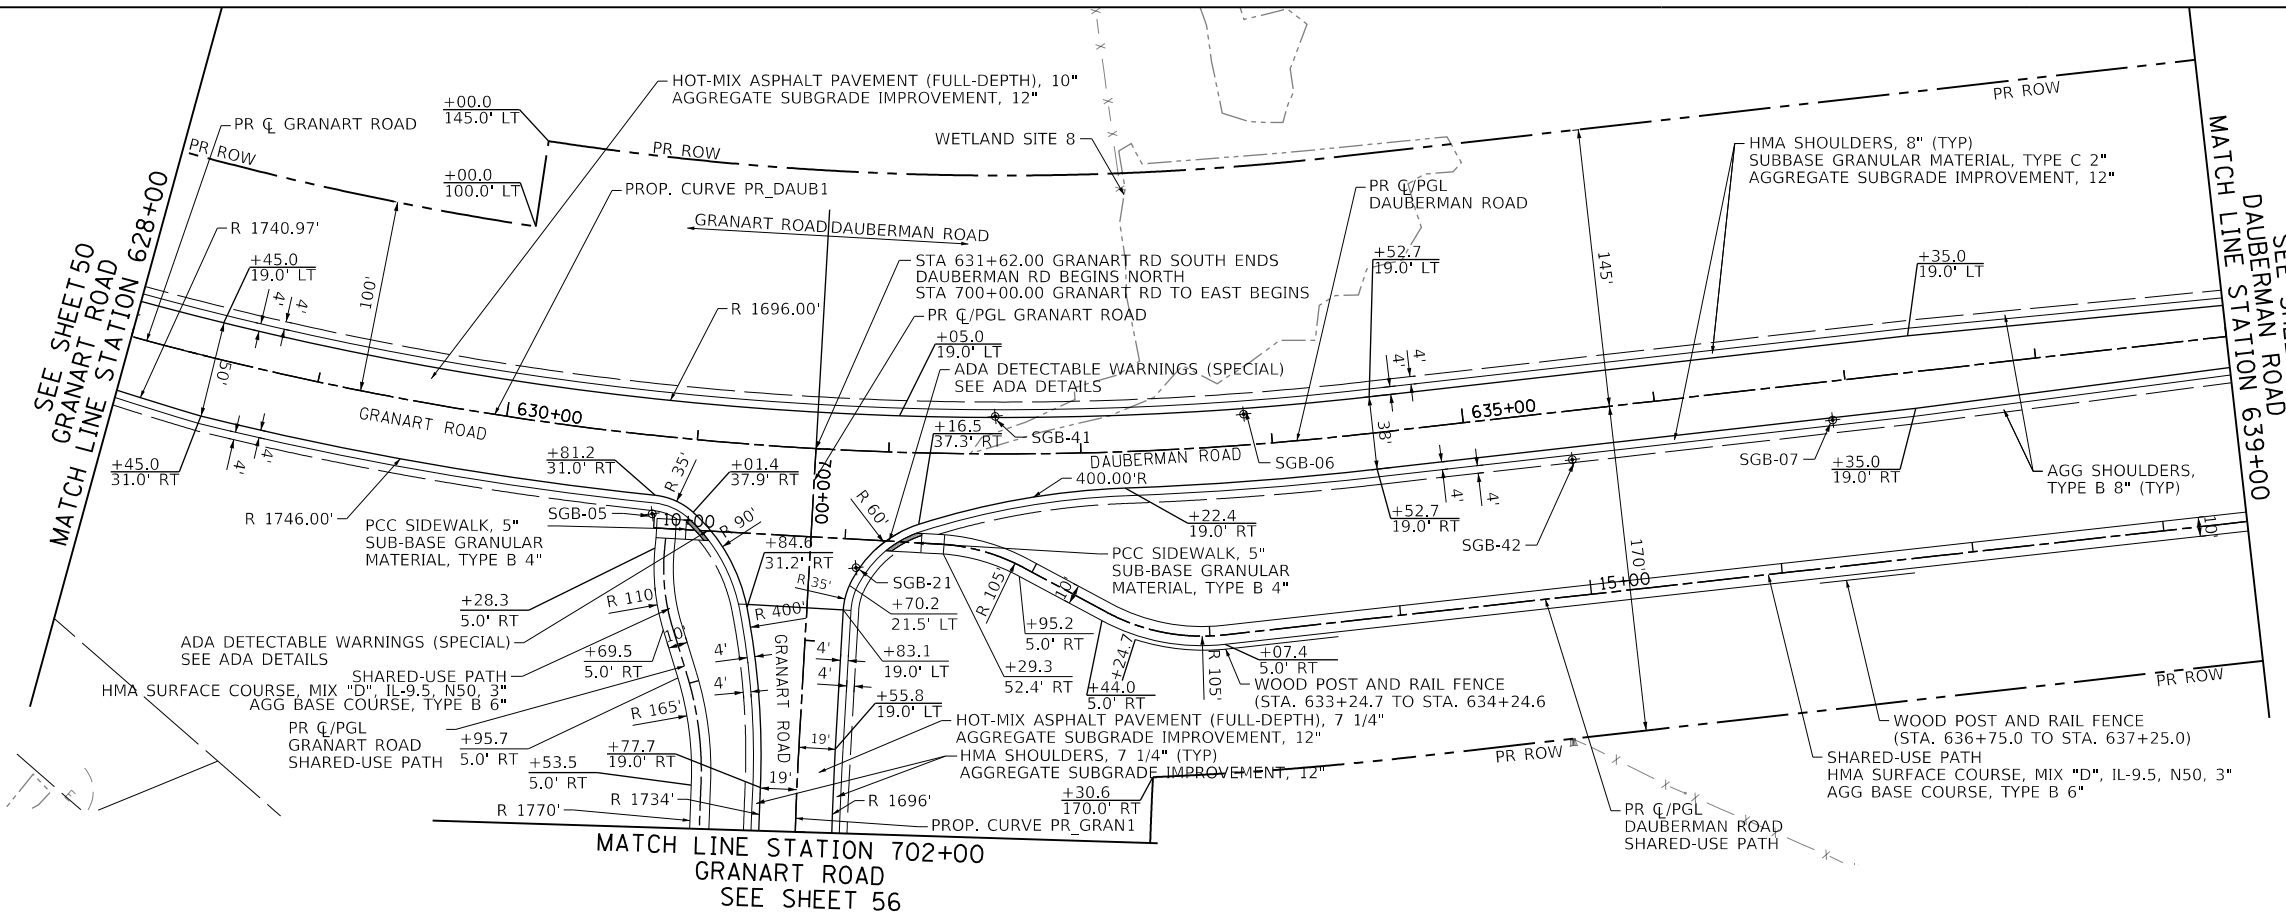 SEE SHEET 50
GRANART ROAD
MATCH LINE STATION 628+00
PR ℄ GRANART ROAD
PR ROW
+00.0
145.0' LT
+00.0
100.0' LT
HOT-MIX ASPHALT PAVEMENT (FULL-DEPTH), 10"
AGGREGATE SUBGRADE IMPROVEMENT, 12"
PR ROW
PROP. CURVE PR_DAUB1
WETLAND SITE 8
PR ℄/PGL
DAUBERMAN ROAD
HMA SHOULDERS, 8" (TYP)
SUBBASE GRANULAR MATERIAL, TYPE C 2"
AGGREGATE SUBGRADE IMPROVEMENT, 12"
PR ROW
MATCH LINE STATION 639+00
DAUBERMAN ROAD
R 1740.97'
+45.0
19.0' LT
4'
4'
100'
50'
GRANART ROAD
DAUBERMAN ROAD
STA 631+62.00 GRANART RD SOUTH ENDS
DAUBERMAN RD BEGINS NORTH
STA 700+00.00 GRANART RD TO EAST BEGINS
R 1696.00'
PR ℄/PGL GRANART ROAD
+05.0
19.0' LT
ADA DETECTABLE WARNINGS (SPECIAL)
SEE ADA DETAILS
+52.7
19.0' LT
4'
4'
145'
+35.0
19.0' LT
GRANART ROAD
630+00
635+00
38'
+16.5
37.3' RT
SGB-41
SGB-06
DAUBERMAN ROAD
400.00'R
SGB-07
+35.0
19.0' RT
AGG SHOULDERS,
TYPE B 8" (TYP)
+45.0
31.0' RT
4'
4'
R 1746.00'
+81.2
31.0' RT
R 35'
+01.4
37.9' RT
700+00
R 60'
R 90'
SGB-05
10+00
PCC SIDEWALK, 5"
SUB-BASE GRANULAR
MATERIAL, TYPE B 4"
+84.6
31.2' RT
R 35'
SGB-21
+22.4
19.0' RT
+52.7
19.0' RT
4'
4'
SGB-42
PCC SIDEWALK, 5"
SUB-BASE GRANULAR
MATERIAL, TYPE B 4"
170'
15+00
10'
+28.3
5.0' RT
R 110'
R 400'
+70.2
21.5' LT
R 105'
10'
+95.2
5.0' RT
ADA DETECTABLE WARNINGS (SPECIAL)
SEE ADA DETAILS
10'
+69.5
5.0' RT
4'
4'
GRANART ROAD
4'
4'
+83.1
19.0' LT
+29.3
52.4' RT
+24.7
+44.0
5.0' RT
R 105'
+07.4
5.0' RT
WOOD POST AND RAIL FENCE
(STA. 633+24.7 TO STA. 634+24.6
PR ROW
SHARED-USE PATH
HMA SURFACE COURSE, MIX "D", IL-9.5, N50, 3"
AGG BASE COURSE, TYPE B 6"
R 165'
+55.8
19.0' LT
HOT-MIX ASPHALT PAVEMENT (FULL-DEPTH), 7 1/4"
AGGREGATE SUBGRADE IMPROVEMENT, 12"
PR ℄/PGL
GRANART ROAD
SHARED-USE PATH
+95.7
5.0' RT
+53.5
5.0' RT
+77.7
19.0' RT
19'
19'
HMA SHOULDERS, 7 1/4" (TYP)
AGGREGATE SUBGRADE IMPROVEMENT, 12"
PR ROW
WOOD POST AND RAIL FENCE
(STA. 636+75.0 TO STA. 637+25.0)
SHARED-USE PATH
HMA SURFACE COURSE, MIX "D", IL-9.5, N50, 3"
AGG BASE COURSE, TYPE B 6"
R 1734'
R 1770'
R 1696'
+30.6
170.0' RT
PROP. CURVE PR_GRAN1
PR ℄/PGL
DAUBERMAN ROAD
SHARED-USE PATH
MATCH LINE STATION 702+00
GRANART ROAD
SEE SHEET 56